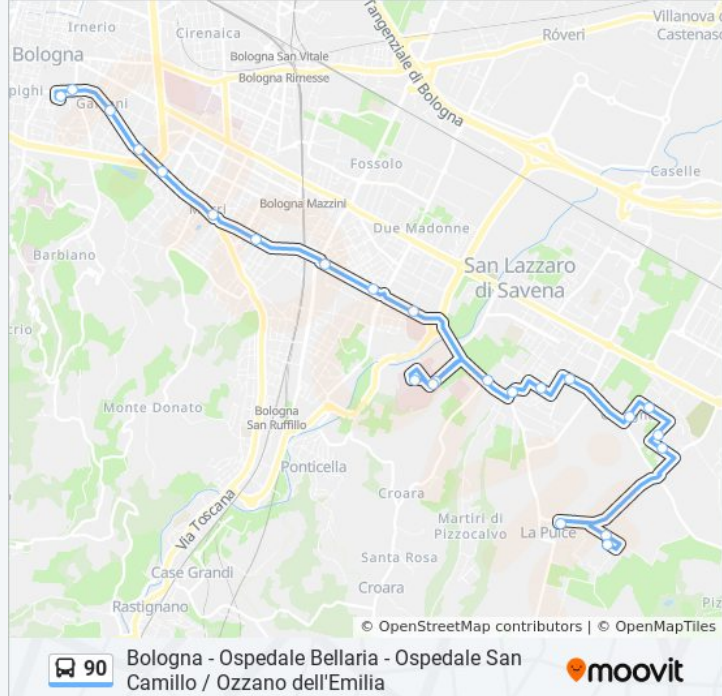 Irnerio
Cirenaica
Villanova
Castenaso
Róveri
Bologna
Bologna San Vitale
Bologna Rimesse
Tangenziale di Bologna
Fossolo
Caselle
Bologna Mazzini
Due Madonne
Barbiano
San Lazzaro
di Savena
Monte Donato
Bologna
San Ruffillo
Ponticella
Croara
Martiri di
Pizzocalvo
La Pulce
Via Toscana
Santa Rosa
Case Grandi
Croara
Rastignano
© OpenStreetMap contributors | © OpenMapTiles
90
Bologna - Ospedale Bellaria - Ospedale San
Camillo / Ozzano dell'Emilia
moovit